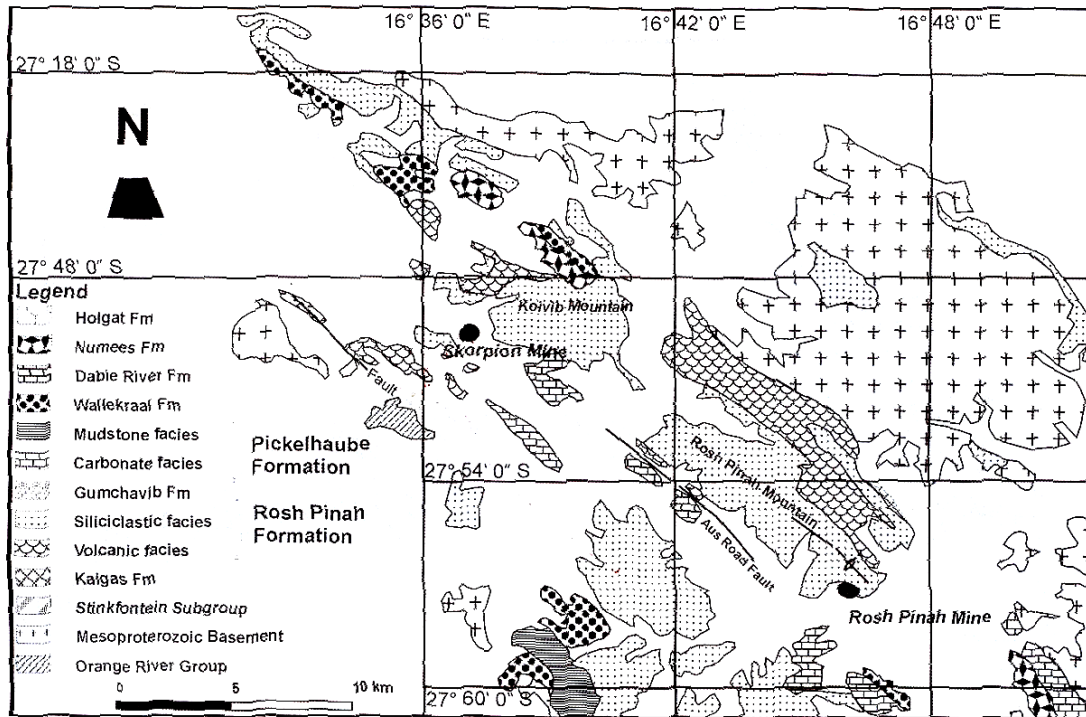 16° 36' 0" E
16° 42' 0" E
16° 48' 0" E
27° 18' 0" S
N
27° 48' 0" S
Legend
Holgat Fm
Numees Fm
Dabie River Fm
Wallekraal Fm
Mudstone facies
Carbonate facies
Pickelhaube
Formation
Gumchavib Fm
Siliciclastic facies
Rosh Pinah
Formation
Volcanic facies
Kaigas Fm
Stinkfontein Subgroup
Mesoproterozoic Basement
Orange River Group
0 5 10 km
Koivib Mountain
Skorpion Mine
Fault
27° 54' 0" S
Rosh Pinah Mountain
Aus Road Fault
Rosh Pinah Mine
27° 60' 0" S